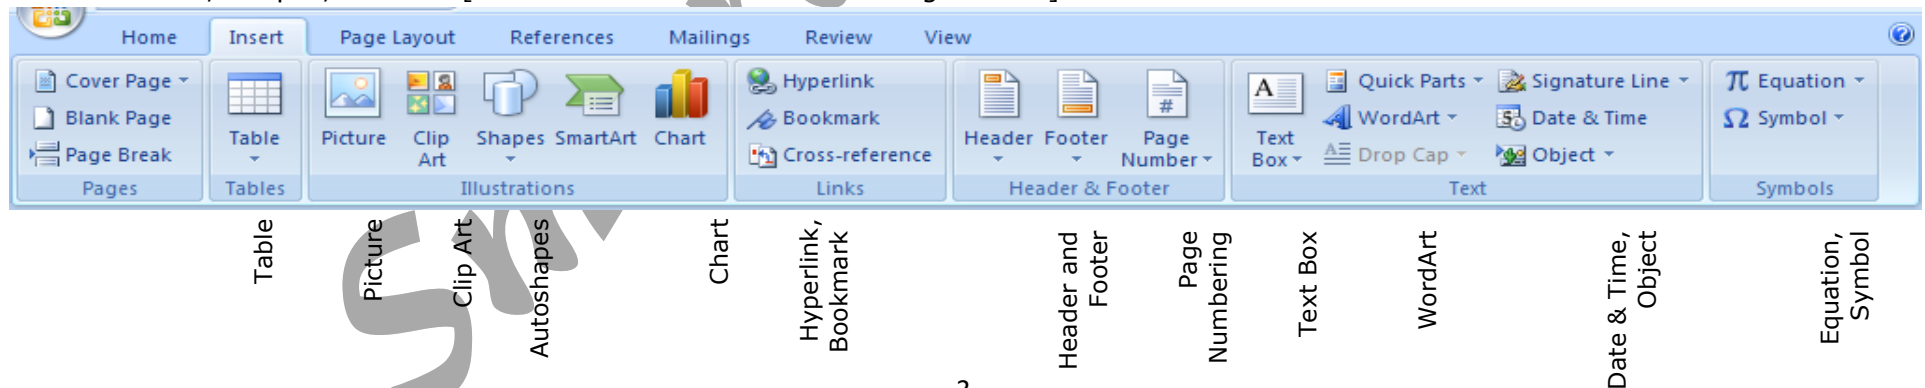 Home Insert Page Layout References Mailings Review View
Cover Page
Blank Page
Page Break
Pages
Table
Tables
Picture
Clip
Art
Shapes
SmartArt
Chart
Illustrations
Hyperlink
Bookmark
Cross-reference
Links
Header
Footer
Page
Number
Header & Footer
Text
Box
Quick Parts
WordArt
Drop Cap
Signature Line
Date & Time
Object
Text
π Equation
Ω Symbol
Symbols
Table
Picture
Clip Art
Autoshapes
Chart
Hyperlink,
Bookmark
Header and
Footer
Page
Numbering
Text Box
WordArt
Date & Time,
Object
Equation,
Symbol